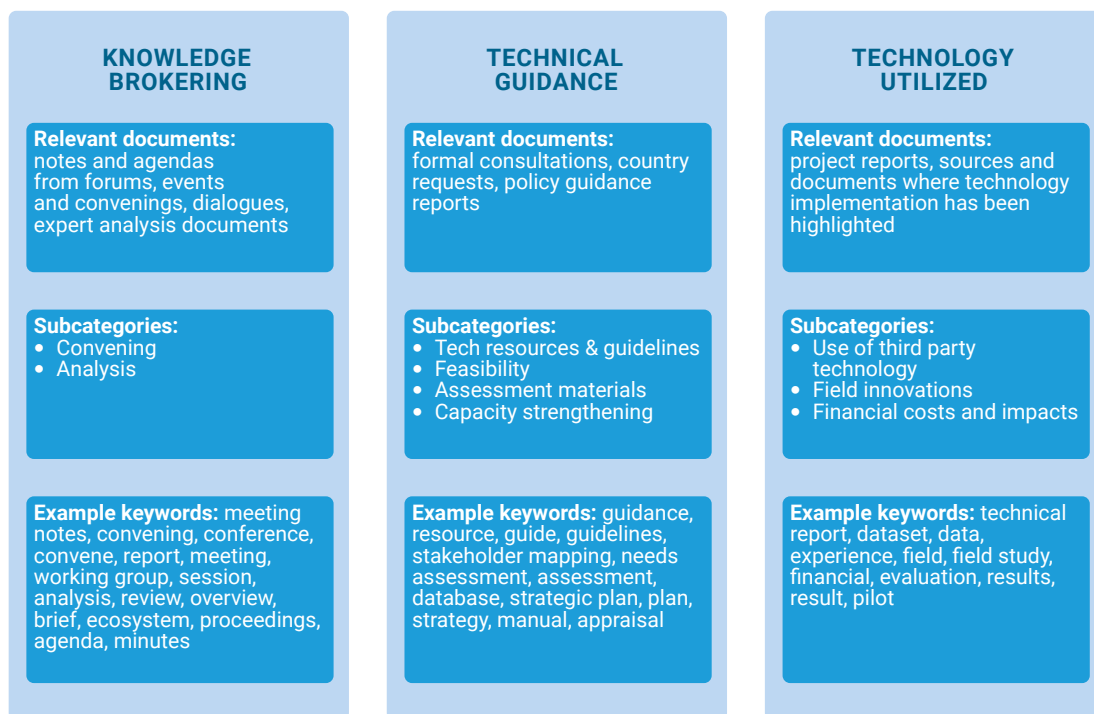 KNOWLEDGE
BROKERING
Relevant documents:
notes and agendas
from forums, events
and convenings, dialogues,
expert analysis documents
Subcategories:
• Convening
• Analysis
Example keywords: meeting
notes, convening, conference,
convene, report, meeting,
working group, session,
analysis, review, overview,
brief, ecosystem, proceedings,
agenda, minutes
TECHNICAL
GUIDANCE
Relevant documents:
formal consultations, country
requests, policy guidance
reports
Subcategories:
• Tech resources & guidelines
• Feasibility
• Assessment materials
• Capacity strengthening
Example keywords: guidance,
resource, guide, guidelines,
stakeholder mapping, needs
assessment, assessment,
database, strategic plan, plan,
strategy, manual, appraisal
TECHNOLOGY
UTILIZED
Relevant documents:
project reports, sources and
documents where technology
implementation has been
highlighted
Subcategories:
• Use of third party
technology
• Field innovations
• Financial costs and impacts
Example keywords: technical
report, dataset, data,
experience, field, field study,
financial, evaluation, results,
result, pilot